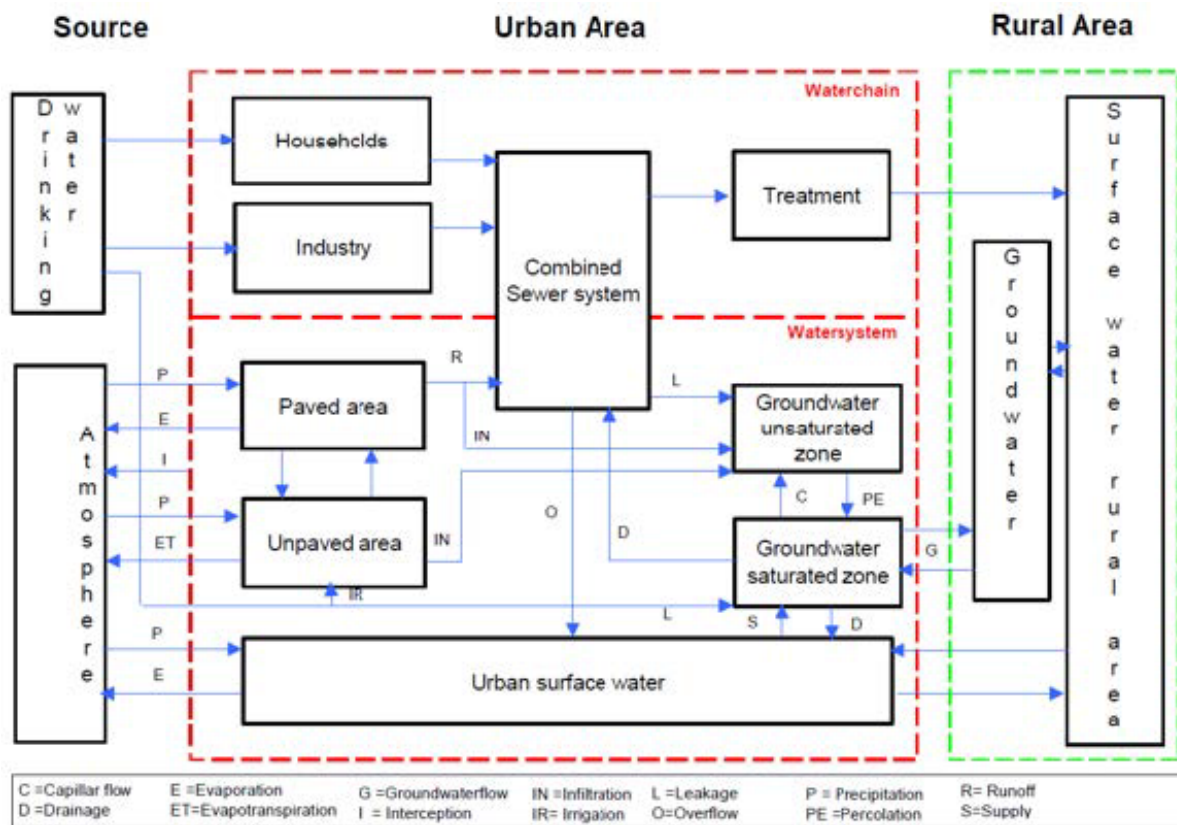 Source
Urban Area
Rural Area
Drinking
water
Waterchain
Households
Industry
Combined
Sewer system
Treatment
Surface water rural area
Groundwater
Watersystem
Atmosphere
P
E
I
P
ET
P
E
Paved area
Unpaved area
R
IN
IN
IR
L
O
D
Groundwater
unsaturated
zone
C
PE
Groundwater
saturated zone
G
L
S
D
Urban surface water
C =Capillar flow
D =Drainage
E =Evaporation
ET=Evapotranspiration
G =Groundwaterflow
I = Interception
IN =Infiltration
IR= Irrigation
L =Leakage
O=Overflow
P = Precipitation
PE =Percolation
R= Runoff
S=Supply